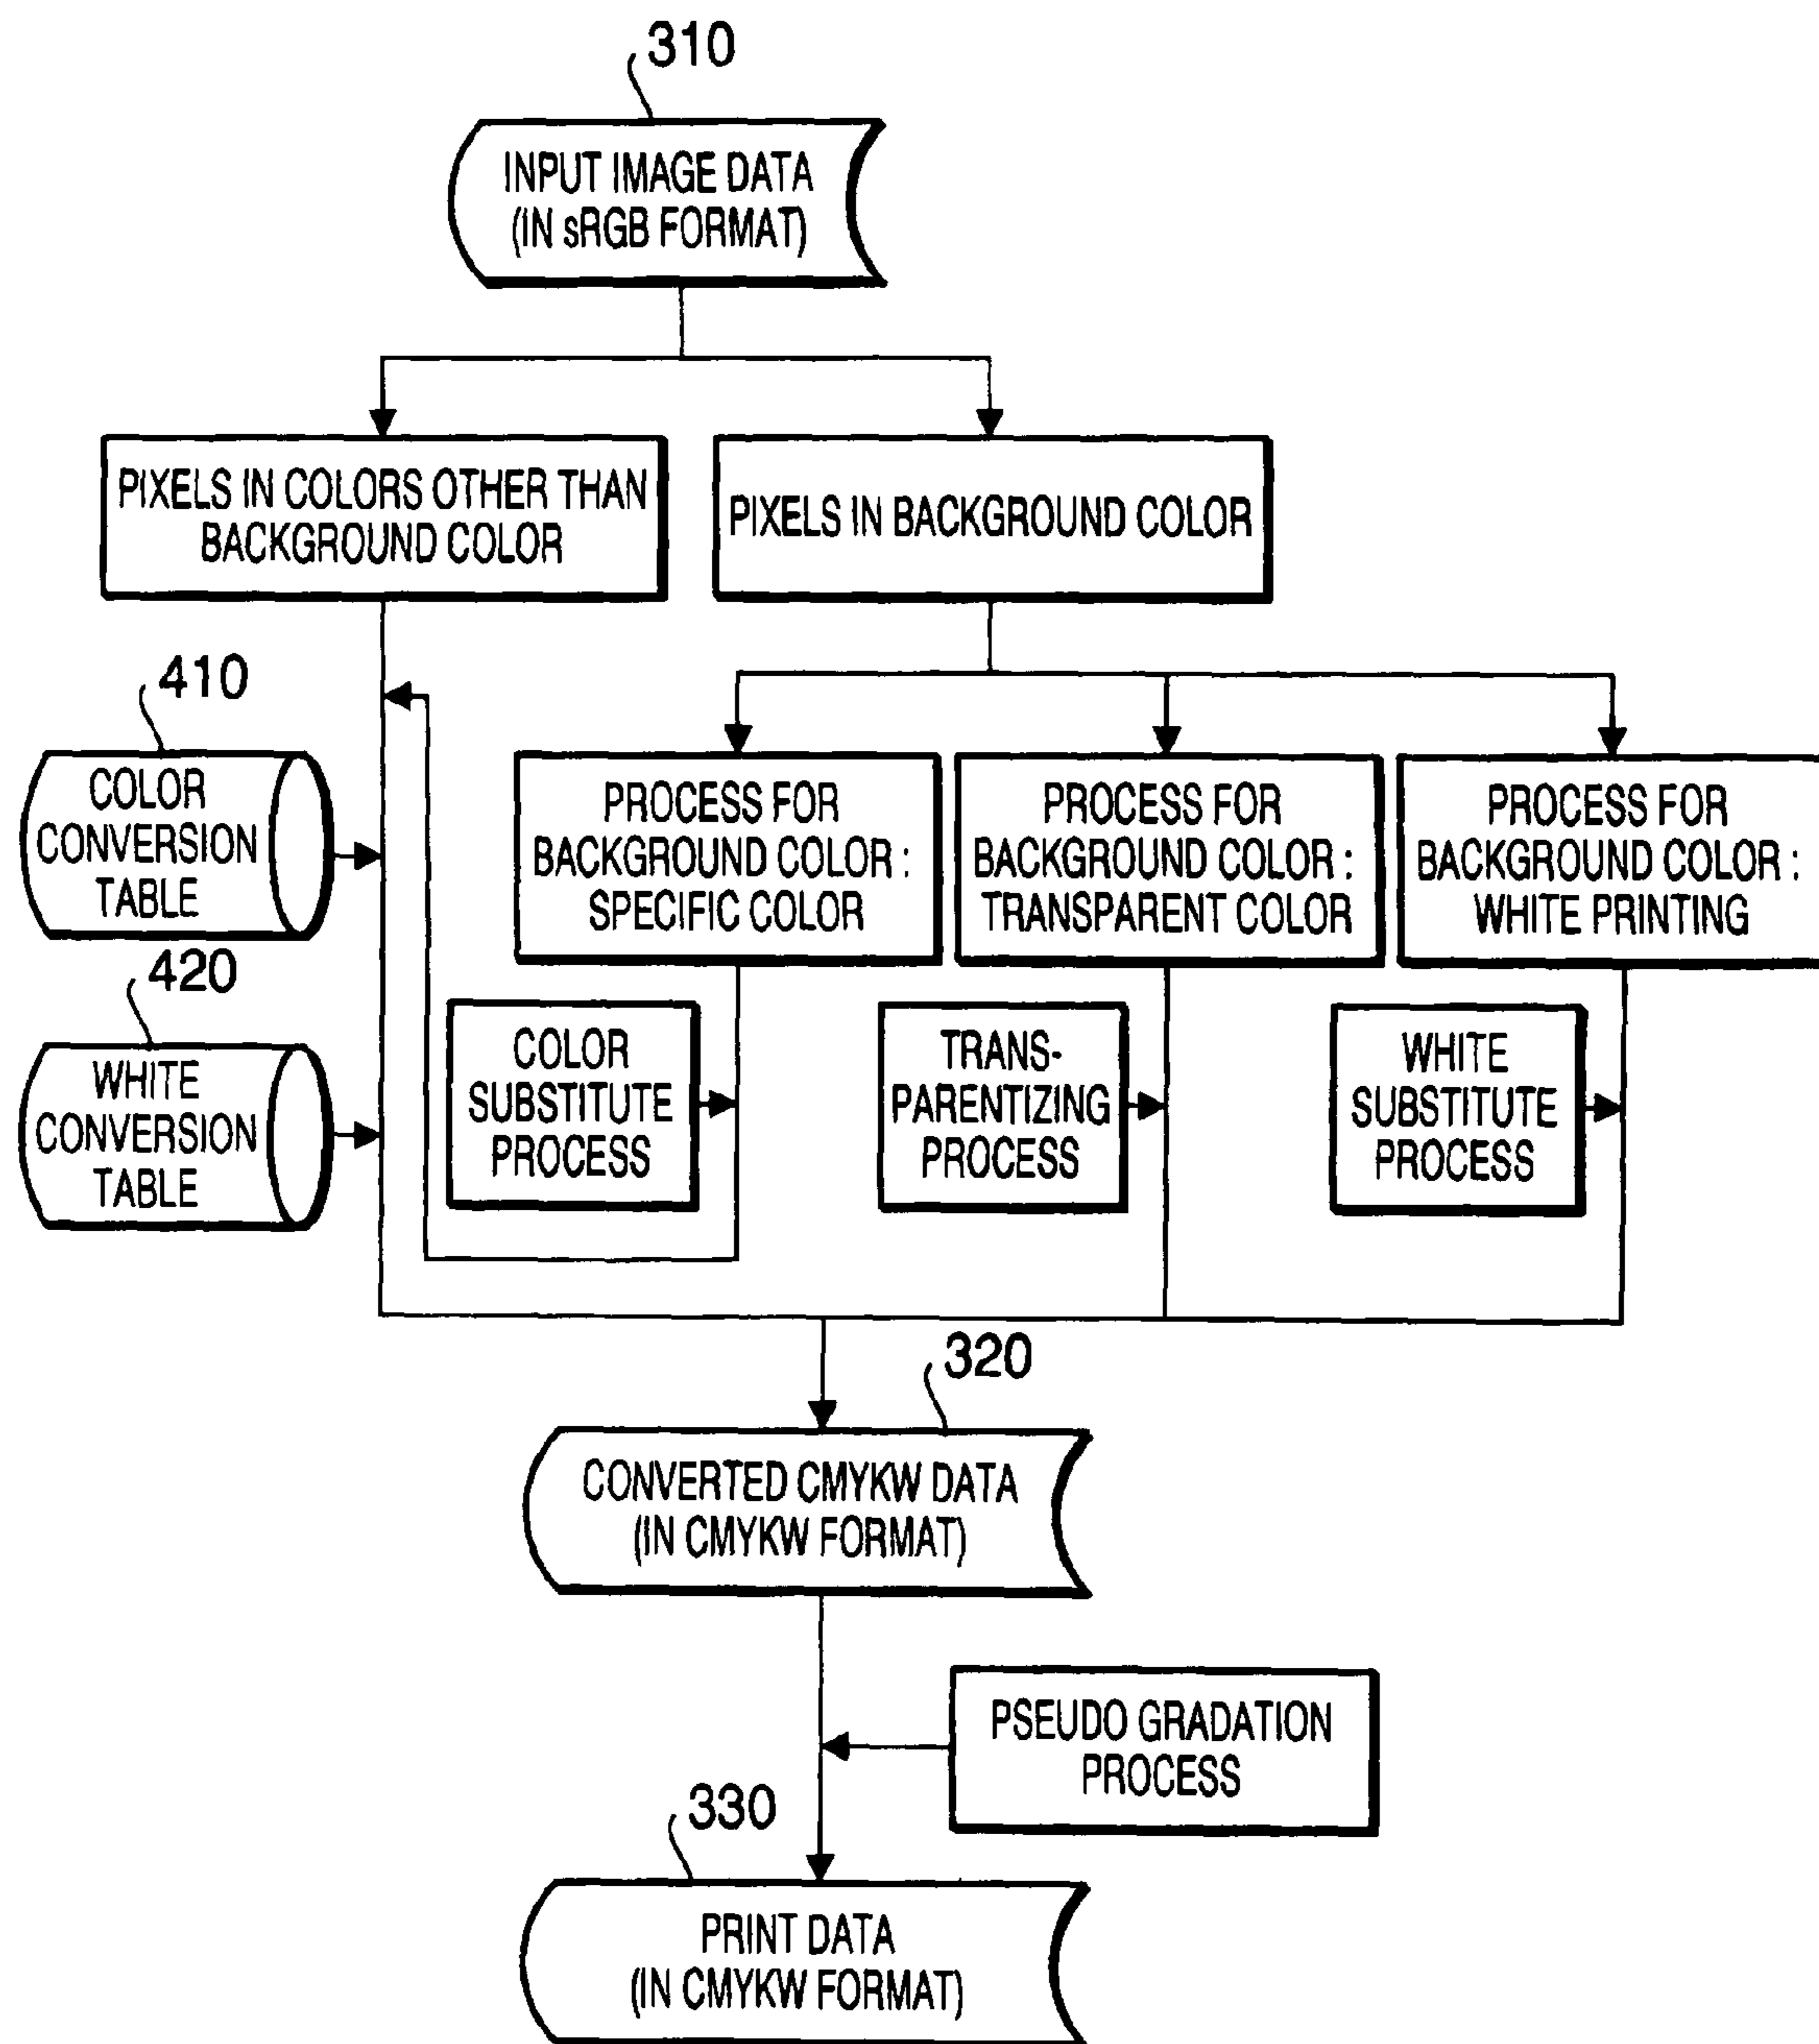 310
INPUT IMAGE DATA
(IN sRGB FORMAT)
PIXELS IN COLORS OTHER THAN
BACKGROUND COLOR
PIXELS IN BACKGROUND COLOR
410
COLOR
CONVERSION
TABLE
PROCESS FOR
BACKGROUND COLOR :
SPECIFIC COLOR
PROCESS FOR
BACKGROUND COLOR :
TRANSPARENT COLOR
PROCESS FOR
BACKGROUND COLOR :
WHITE PRINTING
420
WHITE
CONVERSION
TABLE
COLOR
SUBSTITUTE
PROCESS
TRANS-
PARENTIZING
PROCESS
WHITE
SUBSTITUTE
PROCESS
320
CONVERTED CMYKW DATA
(IN CMYKW FORMAT)
PSEUDO GRADATION
PROCESS
330
PRINT DATA
(IN CMYKW FORMAT)